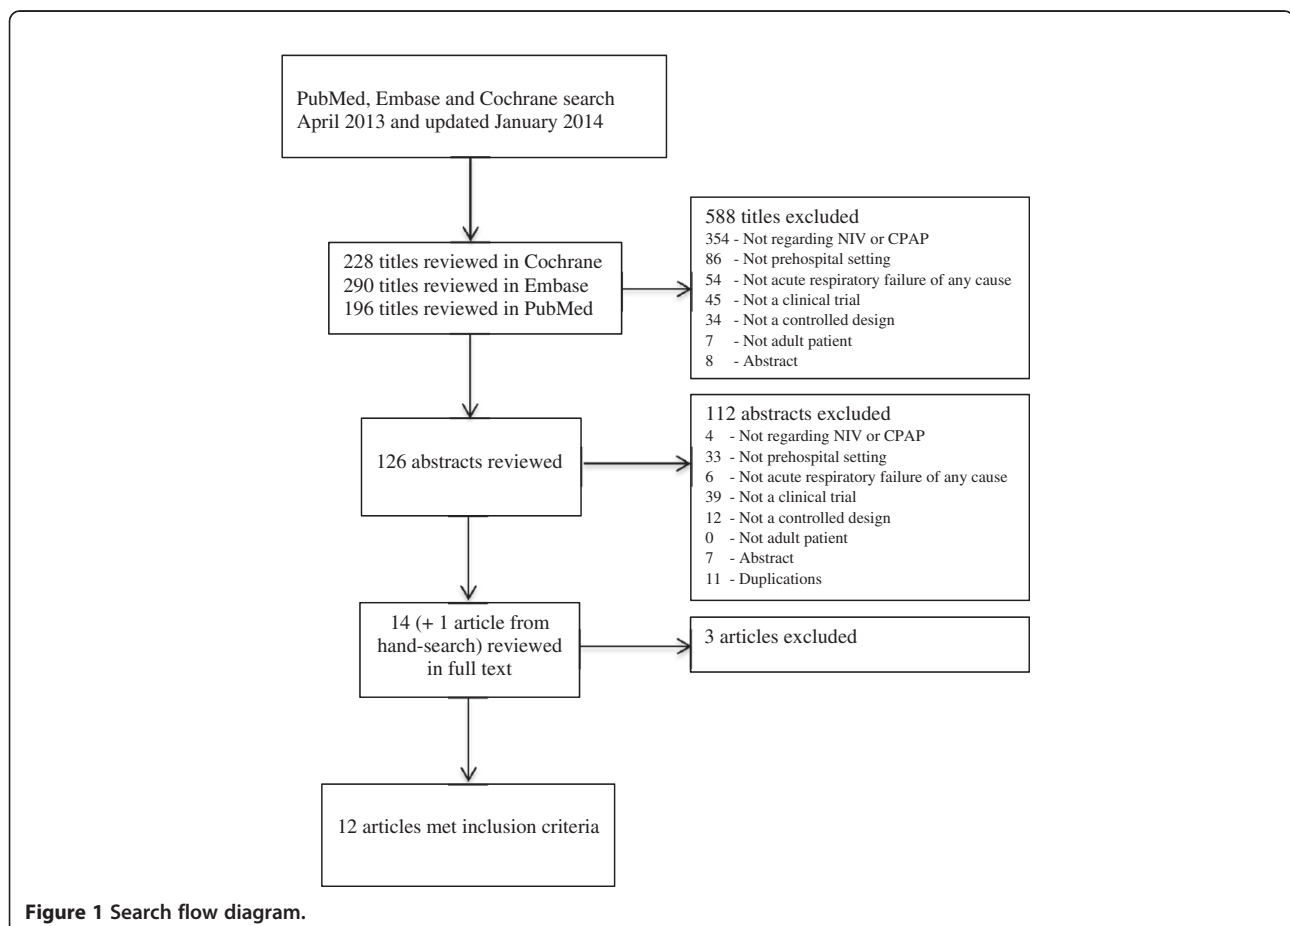 PubMed, Embase and Cochrane search
April 2013 and updated January 2014
228 titles reviewed in Cochrane
290 titles reviewed in Embase
196 titles reviewed in PubMed
588 titles excluded
354 - Not regarding NIV or CPAP
86 - Not prehospital setting
54 - Not acute respiratory failure of any cause
45 - Not a clinical trial
34 - Not a controlled design
7 - Not adult patient
8 - Abstract
126 abstracts reviewed
112 abstracts excluded
4 - Not regarding NIV or CPAP
33 - Not prehospital setting
6 - Not acute respiratory failure of any cause
39 - Not a clinical trial
12 - Not a controlled design
0 - Not adult patient
7 - Abstract
11 - Duplications
14 (+ 1 article from
hand-search) reviewed
in full text
3 articles excluded
12 articles met inclusion criteria
Figure 1 Search flow diagram.